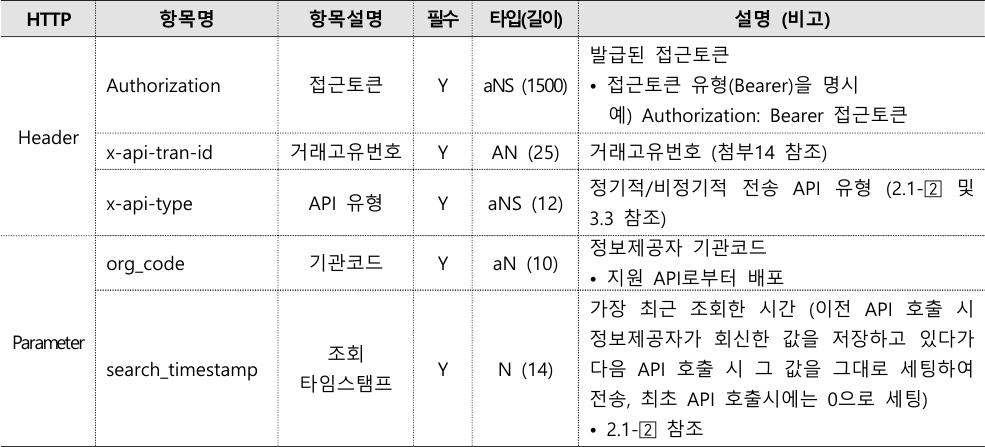 HTTP 항목명 항목설명 필수 타입(길이) 설명 (비고)
Header
Authorization 접근토큰 Y aNS (1500)
발급된 접근토큰
• 접근토큰 유형(Bearer)을 명시
예) Authorization: Bearer 접근토큰
x-api-tran-id 거래고유번호 Y AN (25) 거래고유번호 (첨부14 참조)
x-api-type API 유형 Y aNS (12)
정기적/비정기적 전송 API 유형 (2.1-2 및
3.3 참조)
Parameter
org_code 기관코드 Y aN (10)
정보제공자 기관코드
• 지원 API로부터 배포
search_timestamp
조회
타임스탬프
Y N (14)
가장 최근 조회한 시간 (이전 API 호출 시
정보제공자가 회신한 값을 저장하고 있다가
다음 API 호출 시 그 값을 그대로 세팅하여
전송, 최초 API 호출시에는 0으로 세팅)
• 2.1-2 참조